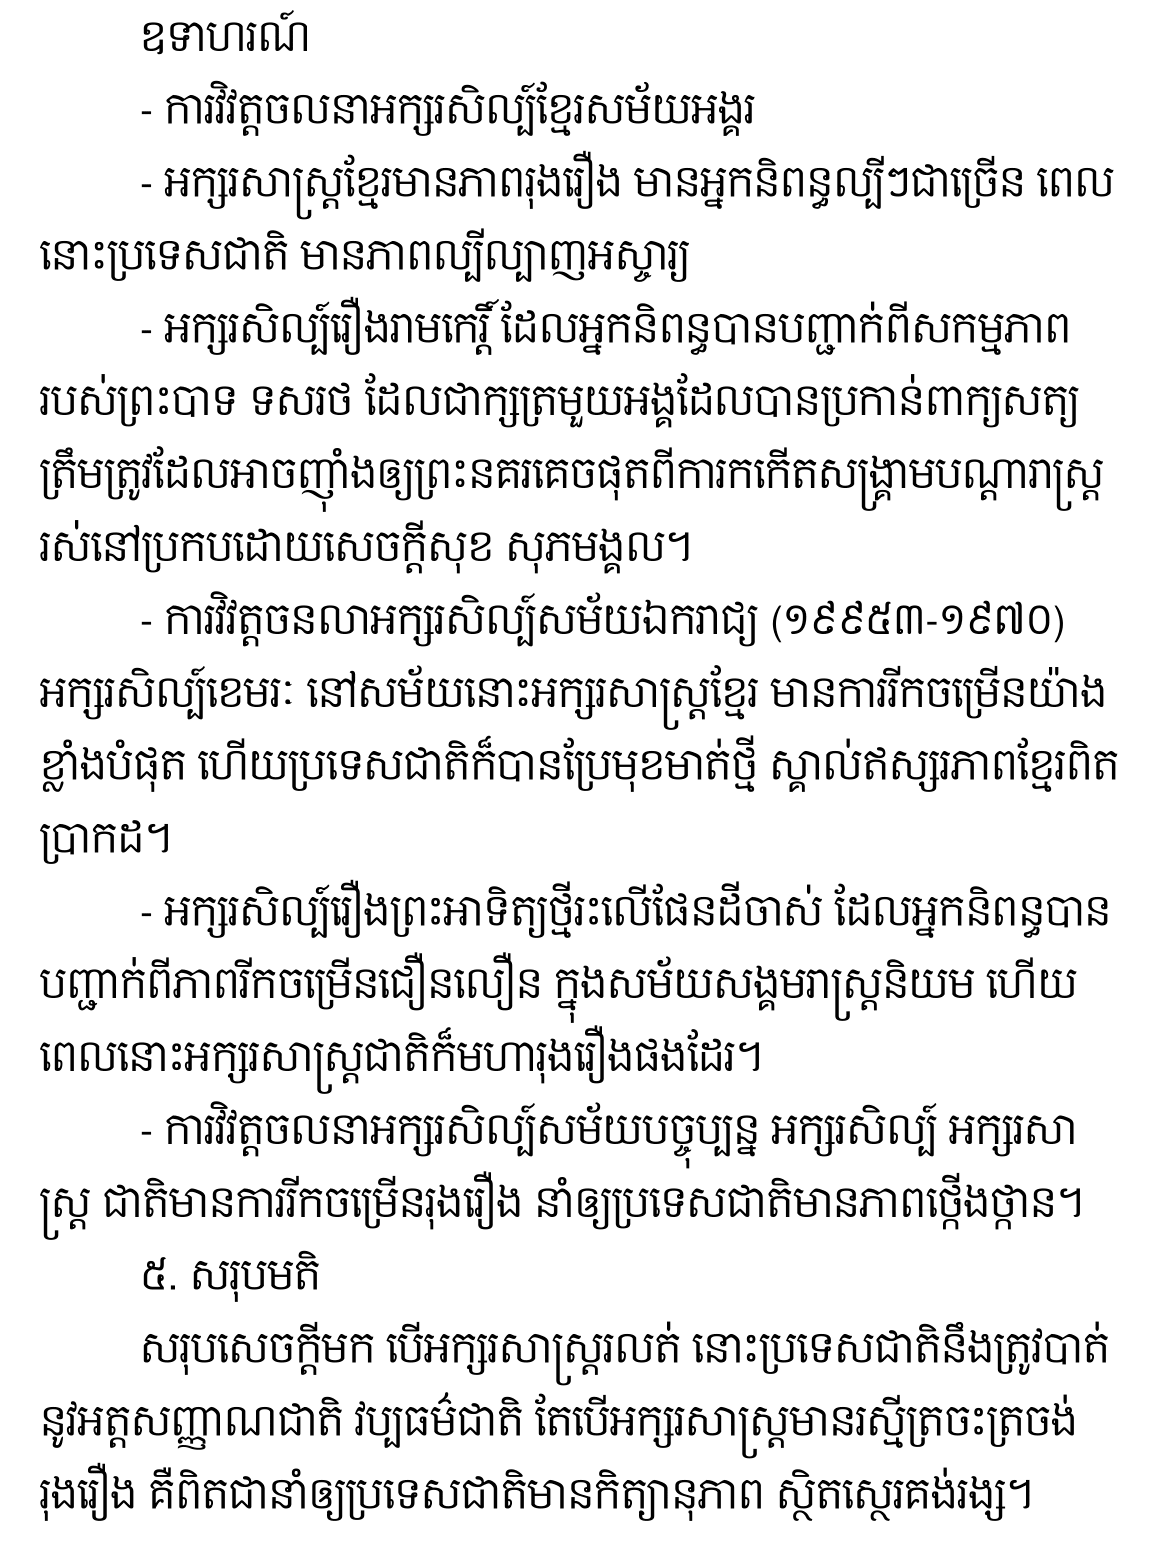 ឧទាហរណ៍
- ការវិវត្តចលនាអក្សរសិល្ប៍ខ្មែរសម័យអង្គរ
- អក្សរសាស្ត្រខ្មែរមានភាពរុងរឿង មានអ្នកនិពន្ធល្បីៗជាច្រើន ពេល
នោះប្រទេសជាតិ មានភាពល្បីល្បាញអស្ចារ្យ
- អក្សរសិល្ប៍រឿងរាមកេរ្តិ៍ ដែលអ្នកនិពន្ធបានបញ្ជាក់ពីសកម្មភាព
របស់ព្រះបាទ ទសរថ ដែលជាក្សត្រមួយអង្គដែលបានប្រកាន់ពាក្យសត្យ
ត្រឹមត្រូវដែលអាចញ៉ាំងឲ្យព្រះនគរគេចផុតពីការកកើតសង្គ្រាមបណ្ដារាស្ត្រ
រស់នៅប្រកបដោយសេចក្ដីសុខ សុភមង្គល។
- ការវិវត្តចនលាអក្សរសិល្ប៍សម័យឯករាជ្យ (១៩៩៥៣-១៩៧០)
អក្សរសិល្ប៍ខេមរៈ នៅសម័យនោះអក្សរសាស្ត្រខ្មែរ មានការរីកចម្រើនយ៉ាង
ខ្លាំងបំផុត ហើយប្រទេសជាតិក៏បានប្រែមុខមាត់ថ្មី ស្គាល់ឥស្សរភាពខ្មែរពិត
ប្រាកដ។
- អក្សរសិល្ប៍រឿងព្រះអាទិត្យថ្មីរះលើផែនដីចាស់ ដែលអ្នកនិពន្ធបាន
បញ្ជាក់ពីភាពរីកចម្រើនជឿនលឿន ក្នុងសម័យសង្គមរាស្ត្រនិយម ហើយ
ពេលនោះអក្សរសាស្ត្រជាតិក៏មហារុងរឿងផងដែរ។
- ការវិវត្តចលនាអក្សរសិល្ប៍សម័យបច្ចុប្បន្ន អក្សរសិល្ប៍ អក្សរសា
ស្ត្រ ជាតិមានការរីកចម្រើនរុងរឿង នាំឲ្យប្រទេសជាតិមានភាពថ្កើងថ្កាន។
៥. សរុបមតិ
សរុបសេចក្ដីមក បើអក្សរសាស្ត្ររលត់ នោះប្រទេសជាតិនឹងត្រូវបាត់
នូវអត្តសញ្ញាណជាតិ វប្បធម៌ជាតិ តែបើអក្សរសាស្ត្រមានរស្មីត្រចះត្រចង់
រុងរឿង គឺពិតជានាំឲ្យប្រទេសជាតិមានកិត្យានុភាព ស្ថិតស្ថេរគង់រង្ស។